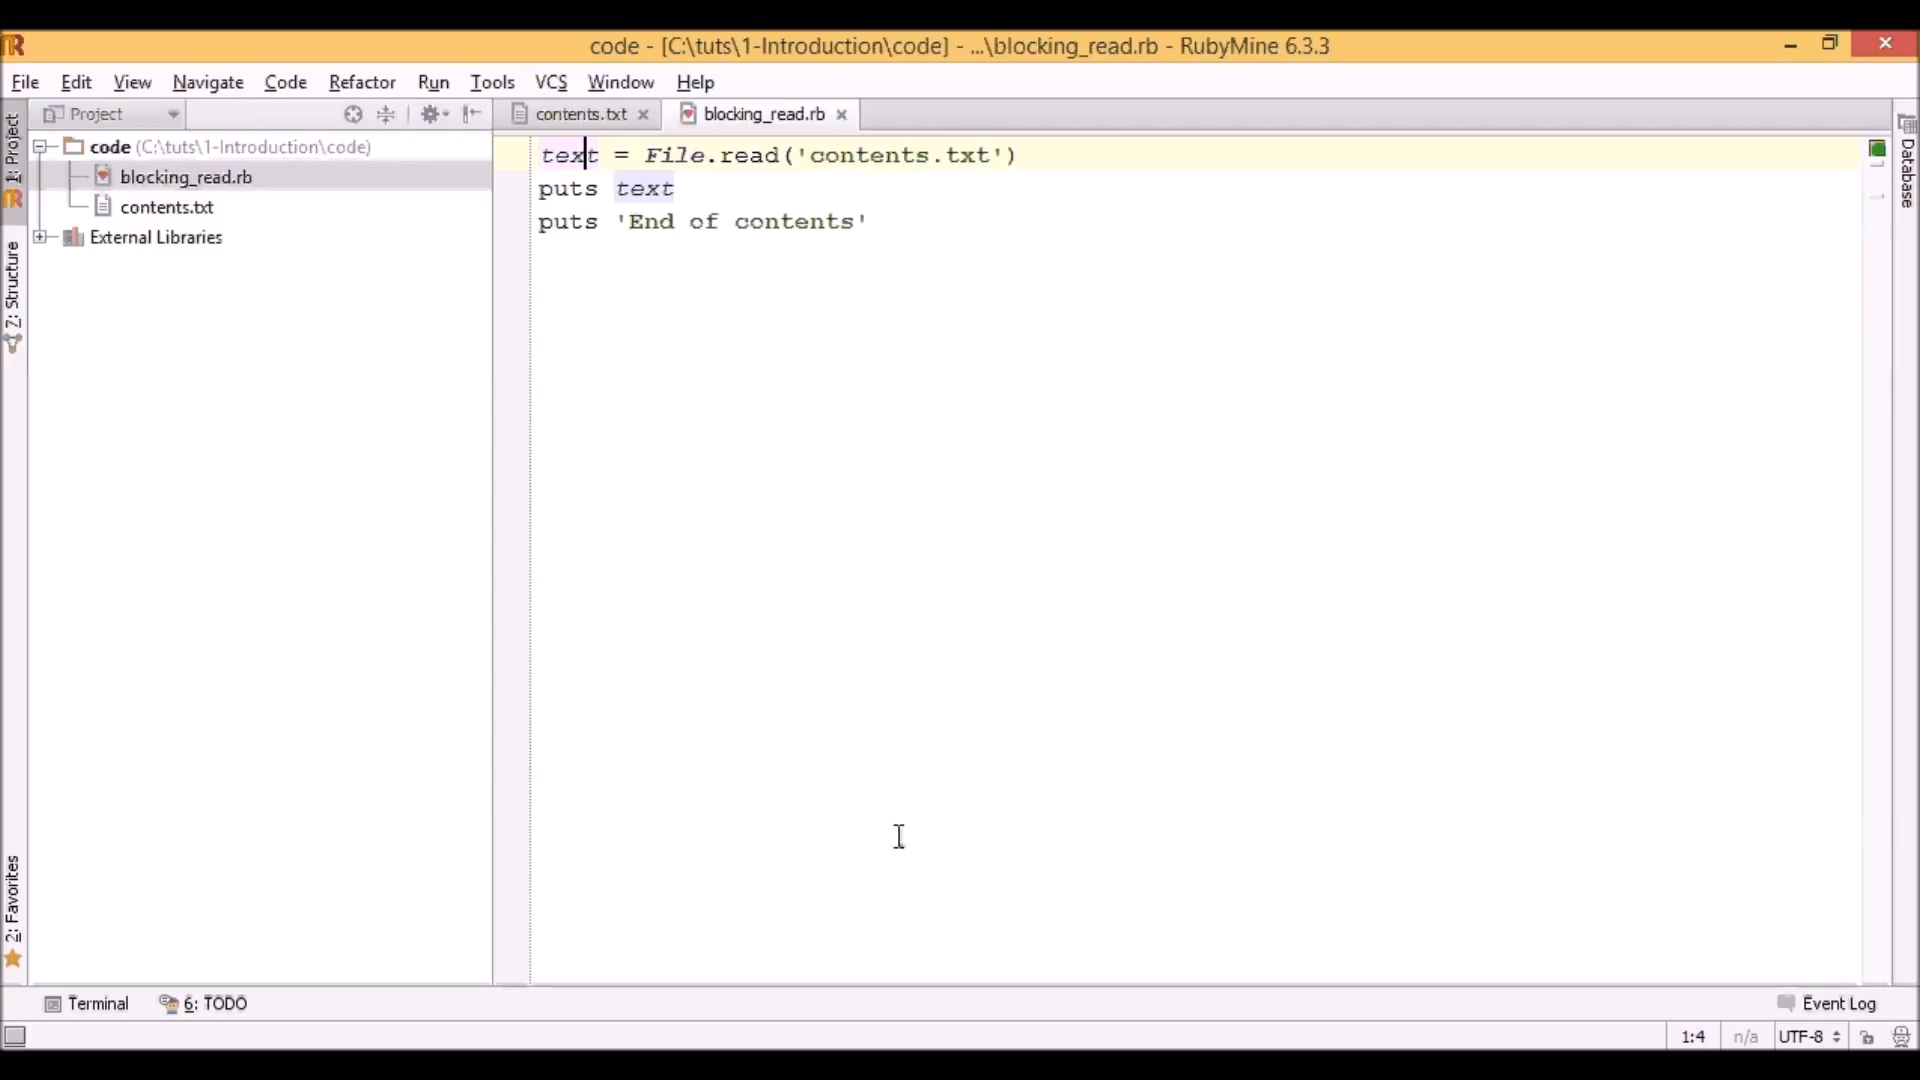 code - [C:\tuts\1-Introduction\code] - ...\blocking_read.rb - RubyMine 6.3.3
File Edit View Navigate Code Refactor Run Tools VCS Window Help
Project
contents.txt
blocking_read.rb
1: Project
code (C:\tuts\1-Introduction\code)
blocking_read.rb
contents.txt
External Libraries
7: Structure
2: Favorites
text = File.read('contents.txt')
puts text
puts 'End of contents'
Database
Terminal
6: TODO
Event Log
1:4 n/a UTF-8